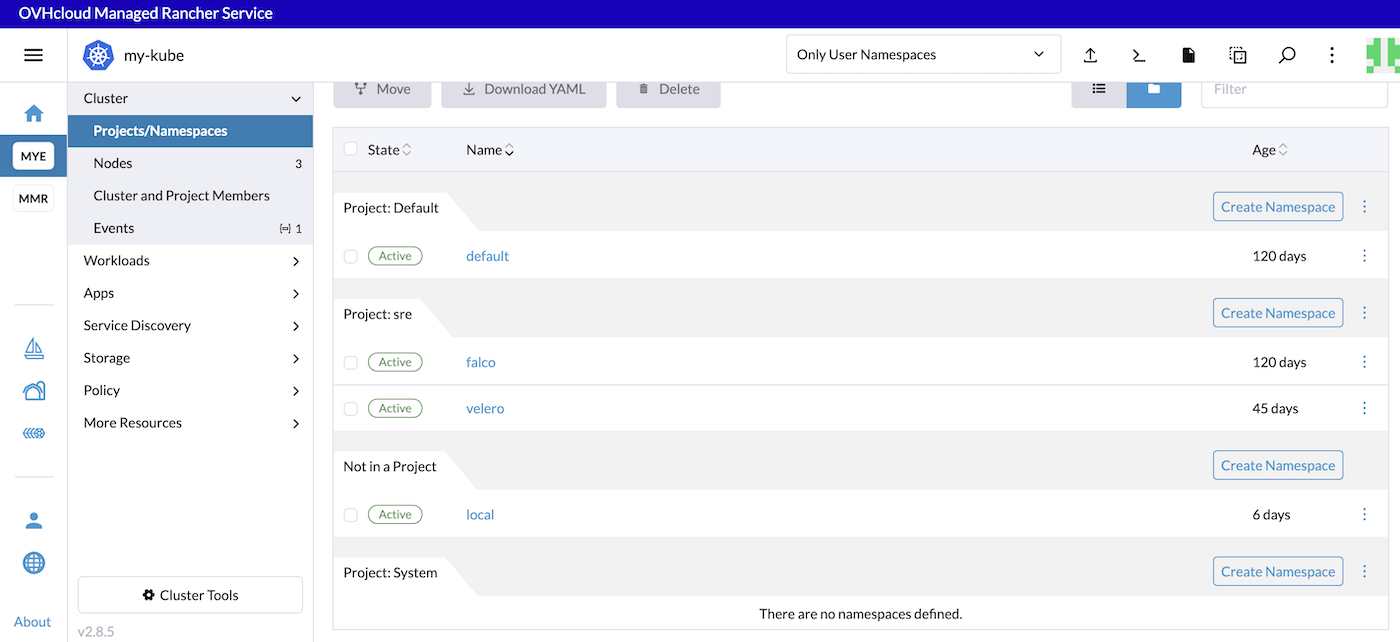 OVHcloud Managed Rancher Service
my-kube
Only User Namespaces
MYE
MMR
About
Cluster
Projects/Namespaces
Nodes 3
Cluster and Project Members
Events 1
Workloads
Apps
Service Discovery
Storage
Policy
More Resources
Cluster Tools
v2.8.5
Move Download YAML Delete Filter
State Name Age
Project: Default Create Namespace
Active default 120 days
Project: sre Create Namespace
Active falco 120 days
Active velero 45 days
Not in a Project Create Namespace
Active local 6 days
Project: System Create Namespace
There are no namespaces defined.